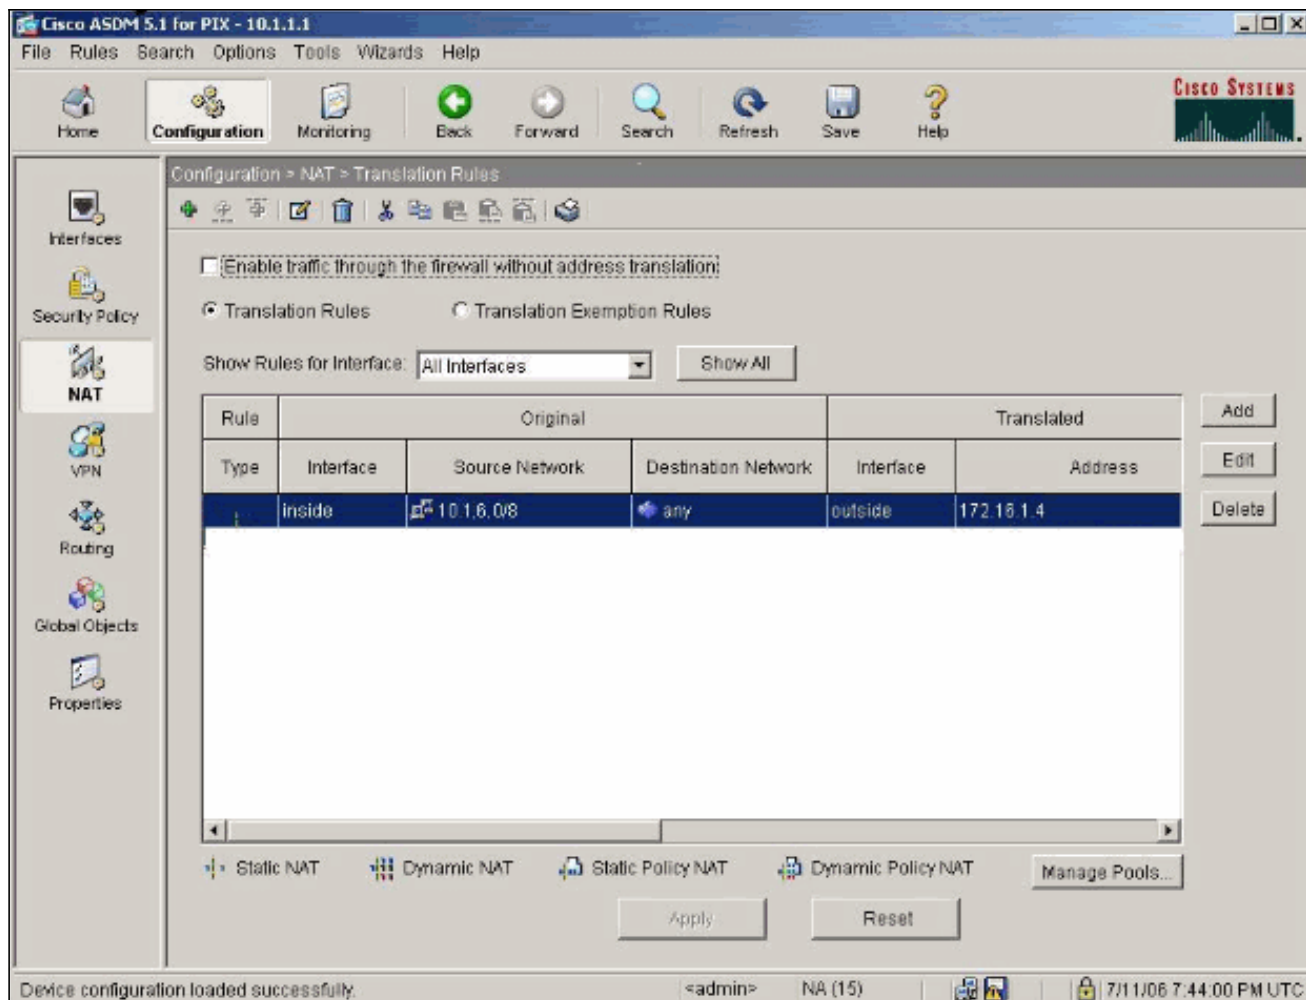 Cisco ASDM 5.1 for PIX - 10.1.1.1
File Rules Search Options Tools Wizards Help
Home Configuration Monitoring Back Forward Search Refresh Save Help
CISCO SYSTEMS
Configuration > NAT > Translation Rules
Interfaces
Security Policy
NAT
VPN
Routing
Global Objects
Properties
Enable traffic through the firewall without address translation
Translation Rules Translation Exemption Rules
Show Rules for Interface: All Interfaces Show All
Rule Original Translated
Type Interface Source Network Destination Network Interface Address
inside 10.1.6.0/8 any outside 172.16.1.4
Add
Edit
Delete
Static NAT Dynamic NAT Static Policy NAT Dynamic Policy NAT Manage Pools...
Apply Reset
Device configuration loaded successfully. <admin> NA (15) 7/11/06 7:44:00 PM UTC